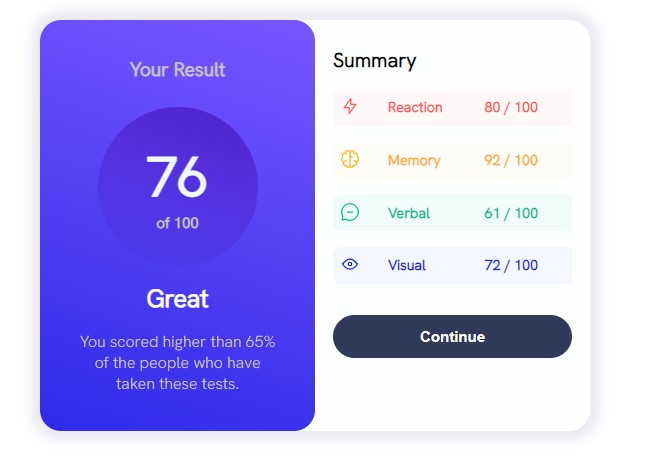 Your Result
76
of 100
Great
You scored higher than 65%
of the people who have
taken these tests.
Summary
Reaction 80 / 100
Memory 92 / 100
Verbal 61 / 100
Visual 72 / 100
Continue